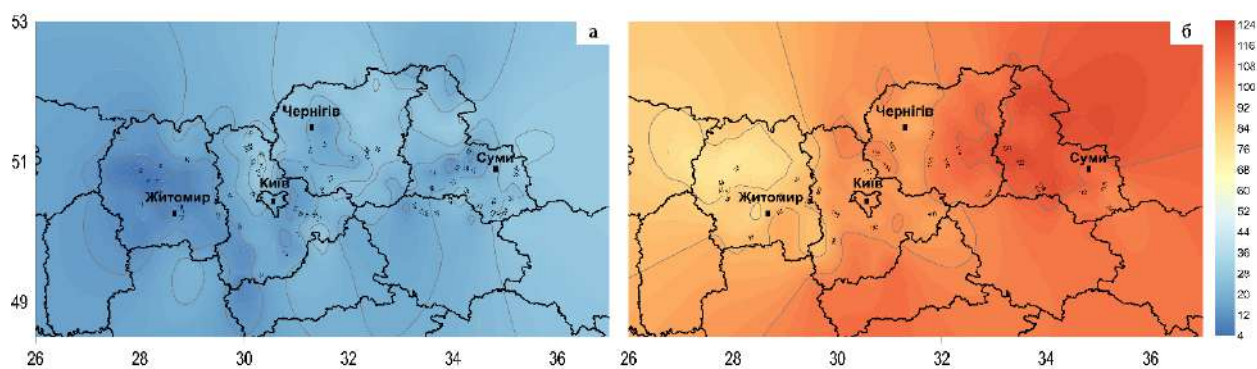 53
51
49
26 28 30 32 34 36
а
Чернігів
Суми
Київ
Житомир
26 28 30 32 34 36
б
Чернігів
Суми
Київ
Житомир
124
116
108
100
92
84
76
68
60
52
44
36
28
20
12
4